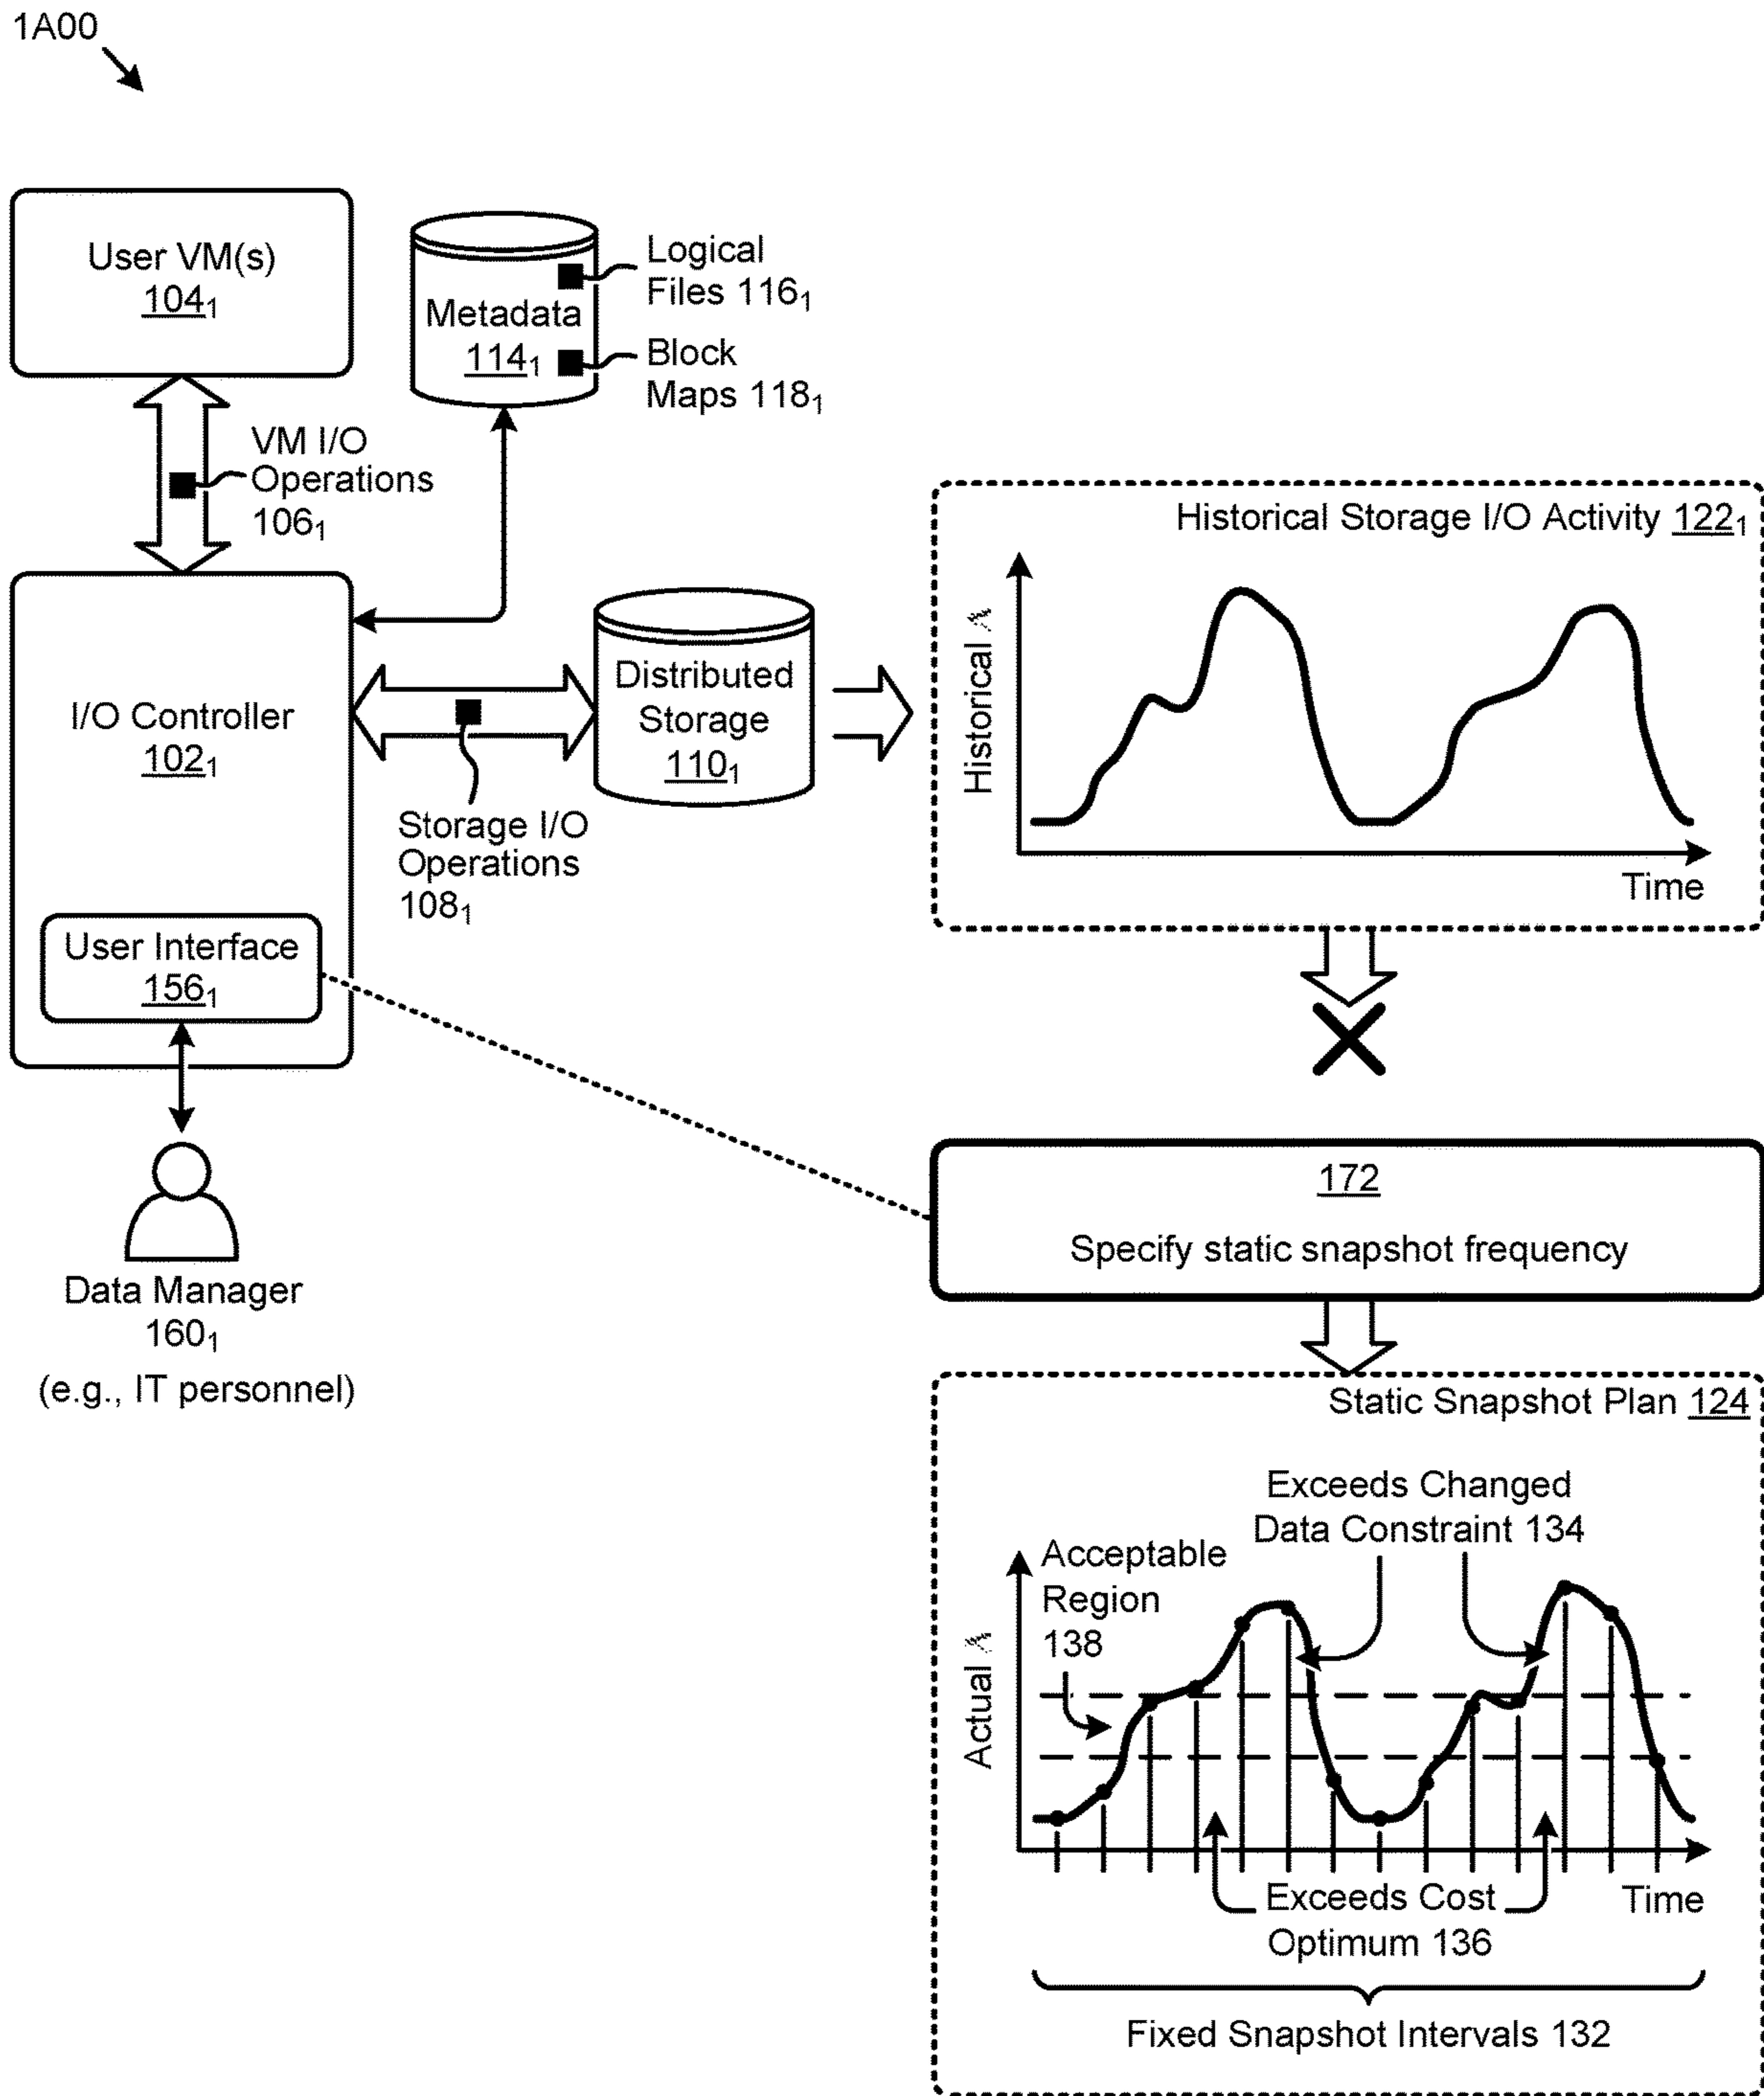 1A00
User VM(s)
104₁
Metadata
114₁
Logical
Files 116₁
Block
Maps 118₁
VM I/O
Operations
106₁
I/O Controller
102₁
Storage I/O
Operations
108₁
Distributed
Storage
110₁
User Interface
156₁
Data Manager
160₁
(e.g., IT personnel)
Historical Storage I/O Activity 122₁
Historical
Time
172
Specify static snapshot frequency
Static Snapshot Plan 124
Exceeds Changed
Data Constraint 134
Acceptable
Region
138
Actual
Exceeds Cost
Optimum 136
Time
Fixed Snapshot Intervals 132